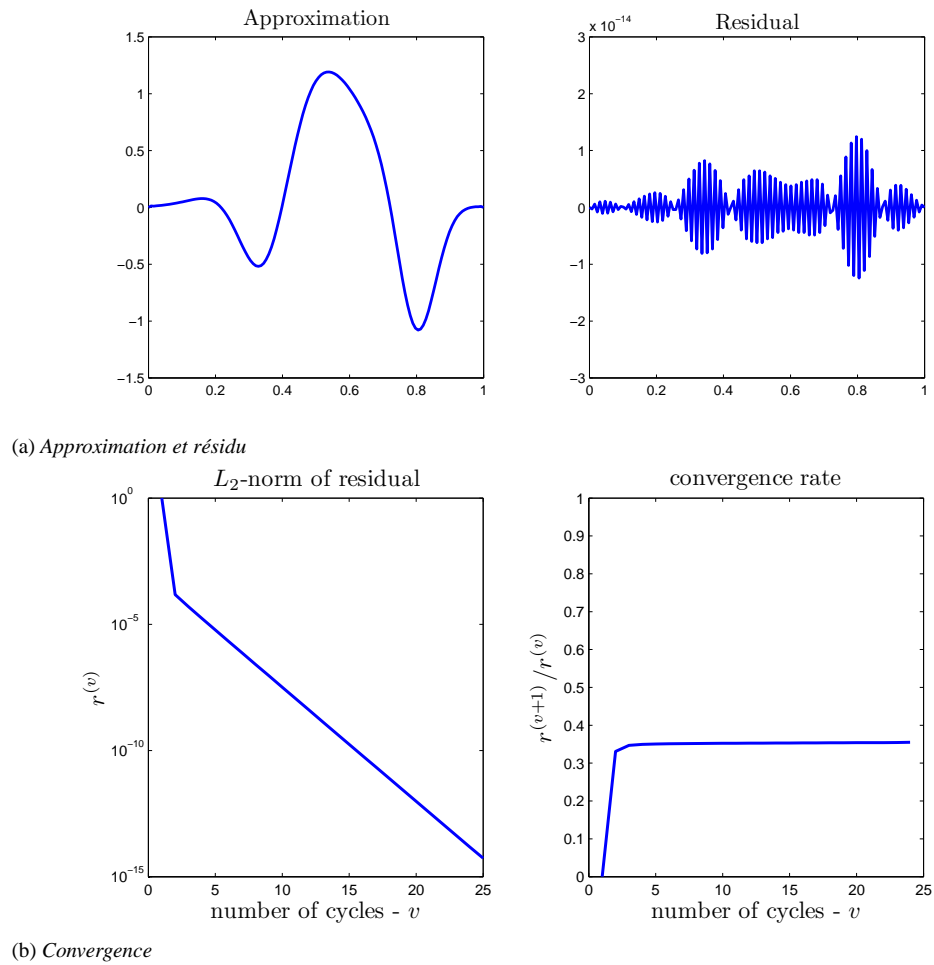 Approximation
1.5
1
0.5
0
−0.5
−1
−1.5
0 0.2 0.4 0.6 0.8 1
Residual
x 10^−14
3
2
1
0
−1
−2
−3
0 0.2 0.4 0.6 0.8 1
(a) Approximation et résidu
L_2-norm of residual
10^0
10^−5
10^−10
10^−15
r^(v)
0 5 10 15 20 25
number of cycles - v
convergence rate
1
0.9
0.8
0.7
0.6
0.5
0.4
0.3
0.2
0.1
0
r^(v+1)/r^(v)
0 5 10 15 20 25
number of cycles - v
(b) Convergence